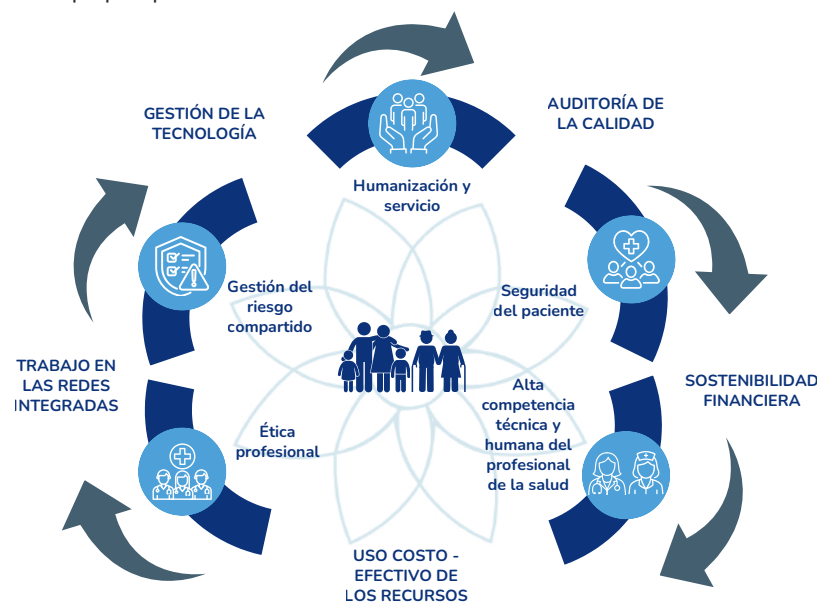 GESTIÓN DE LA
TECNOLOGÍA
AUDITORÍA DE
LA CALIDAD
Humanización y
servicio
Gestión del
riesgo
compartido
Seguridad
del paciente
TRABAJO EN
LAS REDES
INTEGRADAS
SOSTENIBILIDAD
FINANCIERA
Ética
profesional
Alta
competencia
técnica y
humana del
profesional
de la salud
USO COSTO -
EFECTIVO DE
LOS RECURSOS